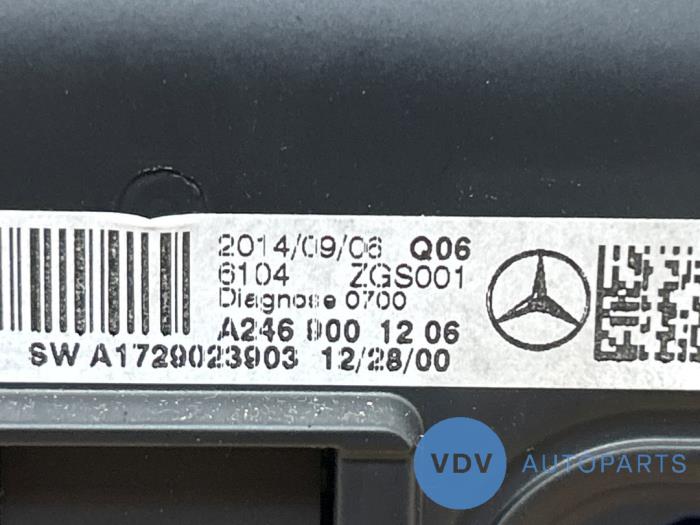 2014/09/06 Q06
6104 ZGS001
Diagnose 0700
A246 900 12 06
SW A1729023903 12/28/00
VDV AUTOPARTS